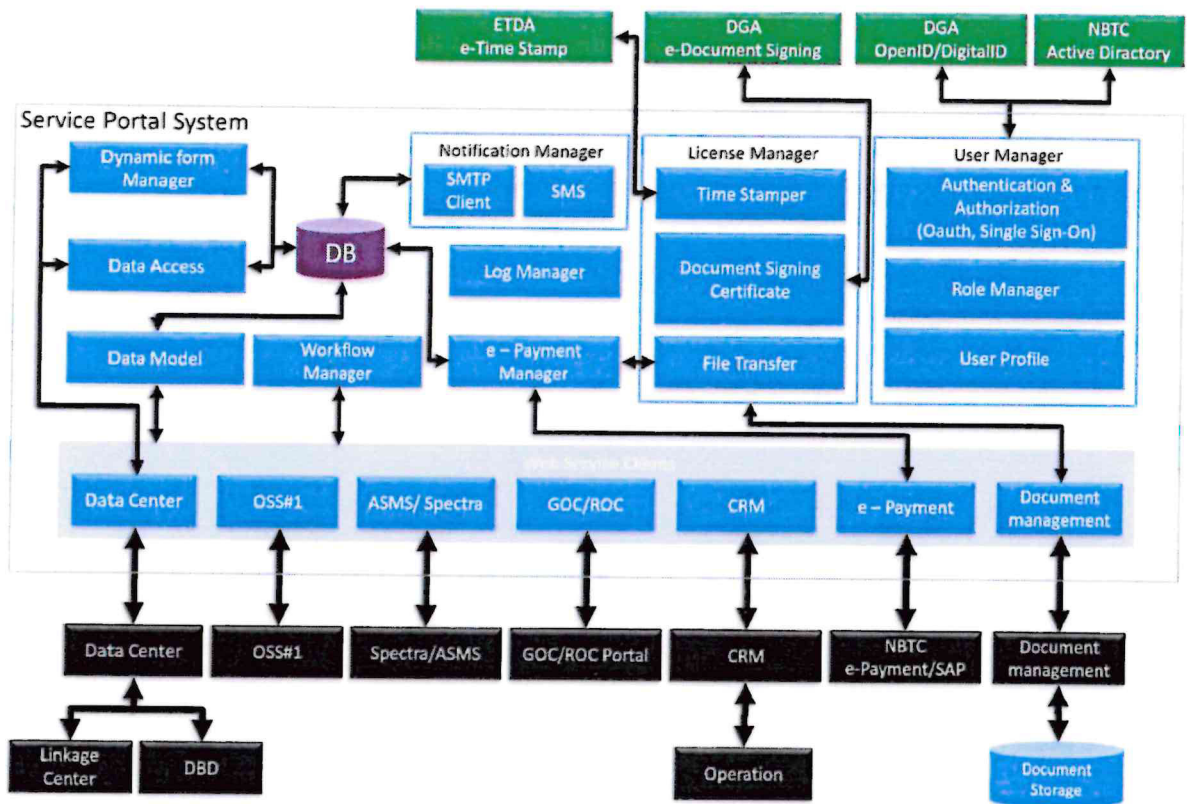 ETDA
e-Time Stamp
DGA
e-Document Signing
DGA
OpenID/DigitalID
NBTC
Active Diractory
Service Portal System
Dynamic form
Manager
Data Access
Data Model
DB
Workflow
Manager
Notification Manager
SMTP
Client
SMS
Log Manager
e – Payment
Manager
License Manager
Time Stamper
Document Signing
Certificate
File Transfer
User Manager
Authentication &
Authorization
(Oauth, Single Sign-On)
Role Manager
User Profile
Web Service Clients
Data Center
OSS#1
ASMS/ Spectra
GOC/ROC
CRM
e – Payment
Document
management
Data Center
OSS#1
Spectra/ASMS
GOC/ROC Portal
CRM
NBTC
e-Payment/SAP
Document
management
Linkage
Center
DBD
Operation
Document
Storage